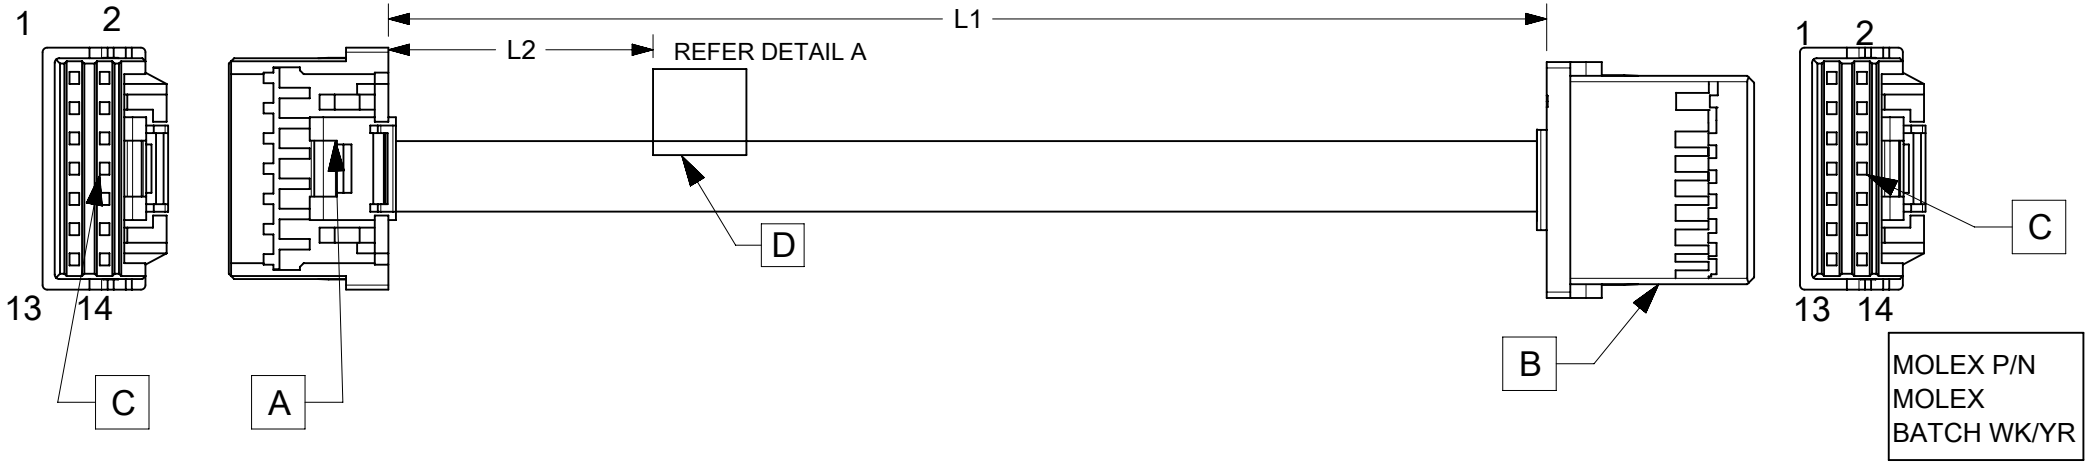 1 2
L1
L2
REFER DETAIL A
1 2
D
C
13 14
13 14
B
C
A
MOLEX P/N
MOLEX
BATCH WK/YR